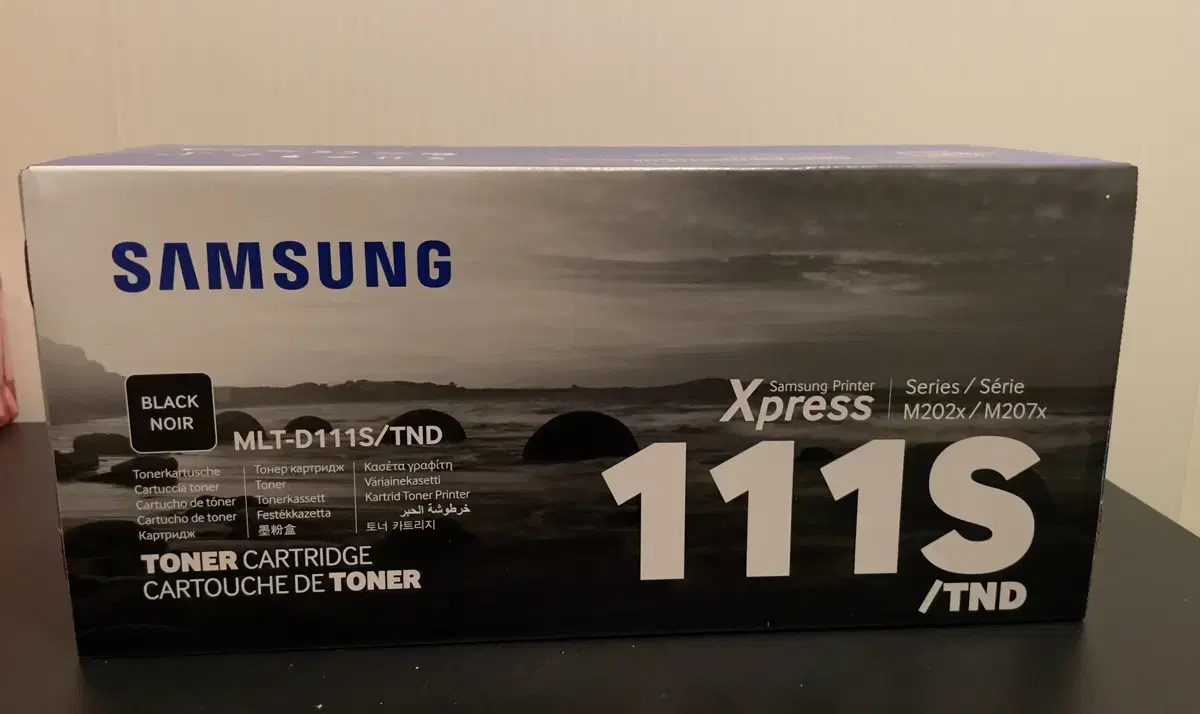 SAMSUNG
BLACK
NOIR
MLT-D111S/TND
Tonerkartusche
Cartuccia toner
Cartucho de tóner
Cartucho de toner
Картридж
Тонер картридж
Toner
Tonerkassett
Festékkazetta
墨粉盒
Κασέτα γραφίτη
Väriainekasetti
Kartrid Toner Printer
خرطوشة الحبر
토너 카트리지
TONER CARTRIDGE
CARTOUCHE DE TONER
Samsung Printer
Xpress
Series / Série
M202x / M207x
111S
/TND